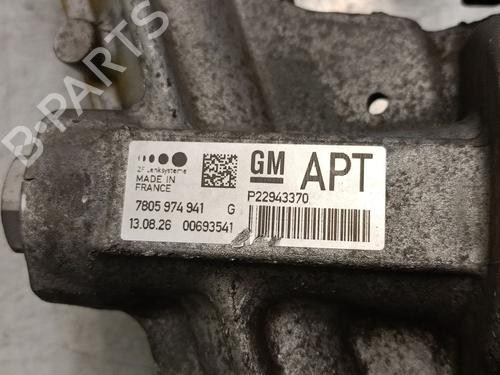 ZF Lenksysteme
MADE IN
FRANCE
GM APT
P22943370
7805 974 941 G
13.08.26 00693541
B-PARTS